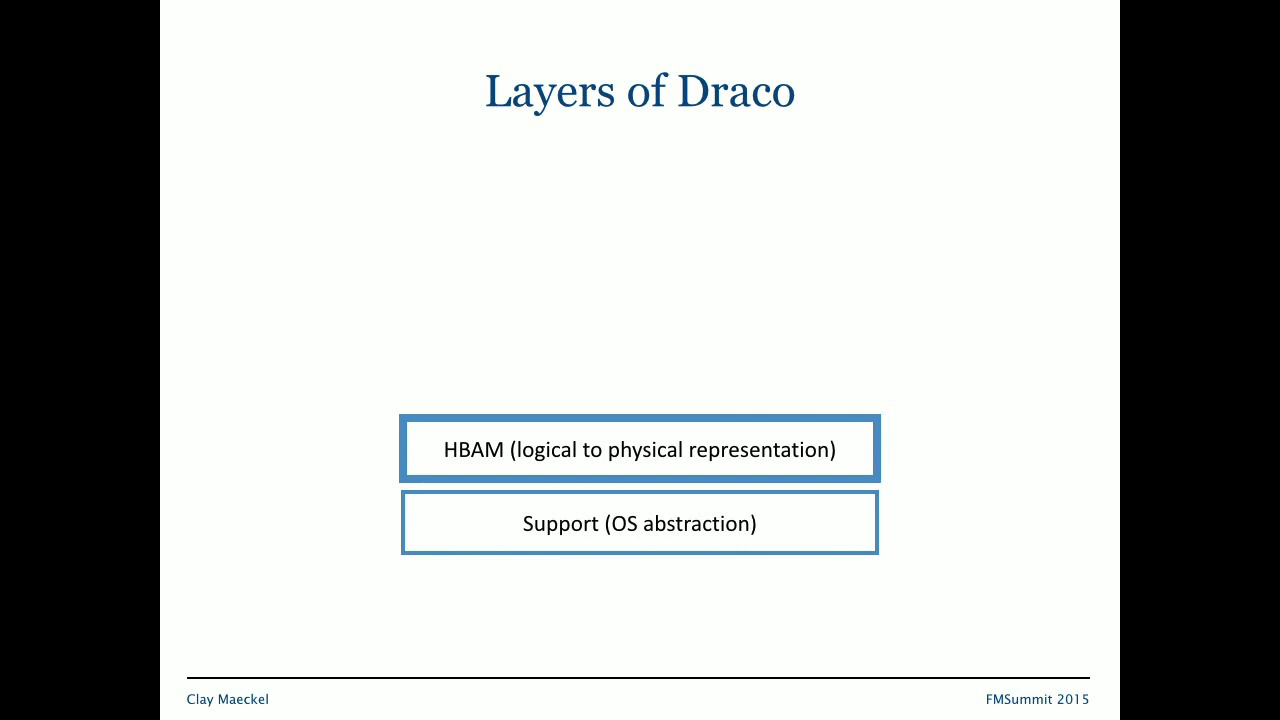 Layers of Draco
HBAM (logical to physical representation)
Support (OS abstraction)
Clay Maeckel
FMSummit 2015